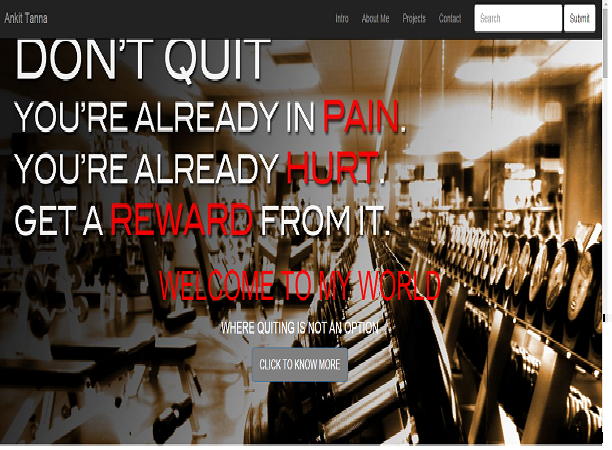 Ankit Tanna
Intro About Me Projects Contact Search Submit
DON'T QUIT
YOU'RE ALREADY IN PAIN.
YOU'RE ALREADY HURT.
GET A REWARD FROM IT.
WELCOME TO MY WORLD
WHERE QUITING IS NOT AN OPTION
CLICK TO KNOW MORE